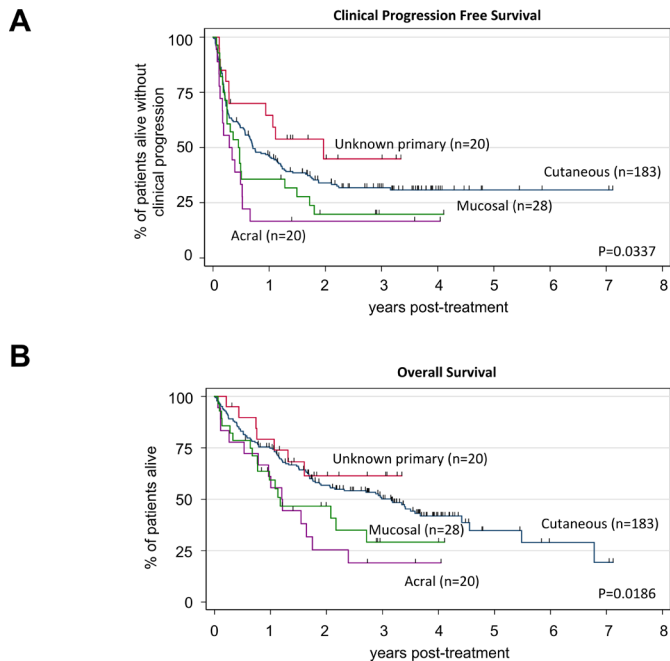 A
Clinical Progression Free Survival
% of patients alive without
clinical progression
100
75
50
25
0
Unknown primary (n=20)
Cutaneous (n=183)
Mucosal (n=28)
Acral (n=20)
P=0.0337
0 1 2 3 4 5 6 7 8
years post-treatment
B
Overall Survival
% of patients alive
100
75
50
25
0
Unknown primary (n=20)
Cutaneous (n=183)
Mucosal (n=28)
Acral (n=20)
P=0.0186
0 1 2 3 4 5 6 7 8
years post-treatment